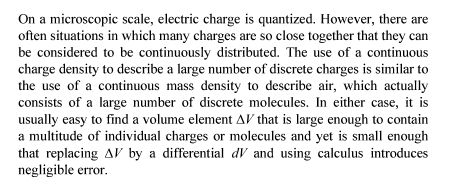 On a microscopic scale, electric charge is quantized. However, there are
often situations in which many charges are so close together that they can
be considered to be continuously distributed. The use of a continuous
charge density to describe a large number of discrete charges is similar to
the use of a continuous mass density to describe air, which actually
consists of a large number of discrete molecules. In either case, it is
usually easy to find a volume element ΔV that is large enough to contain
a multitude of individual charges or molecules and yet is small enough
that replacing ΔV by a differential dV and using calculus introduces
negligible error.